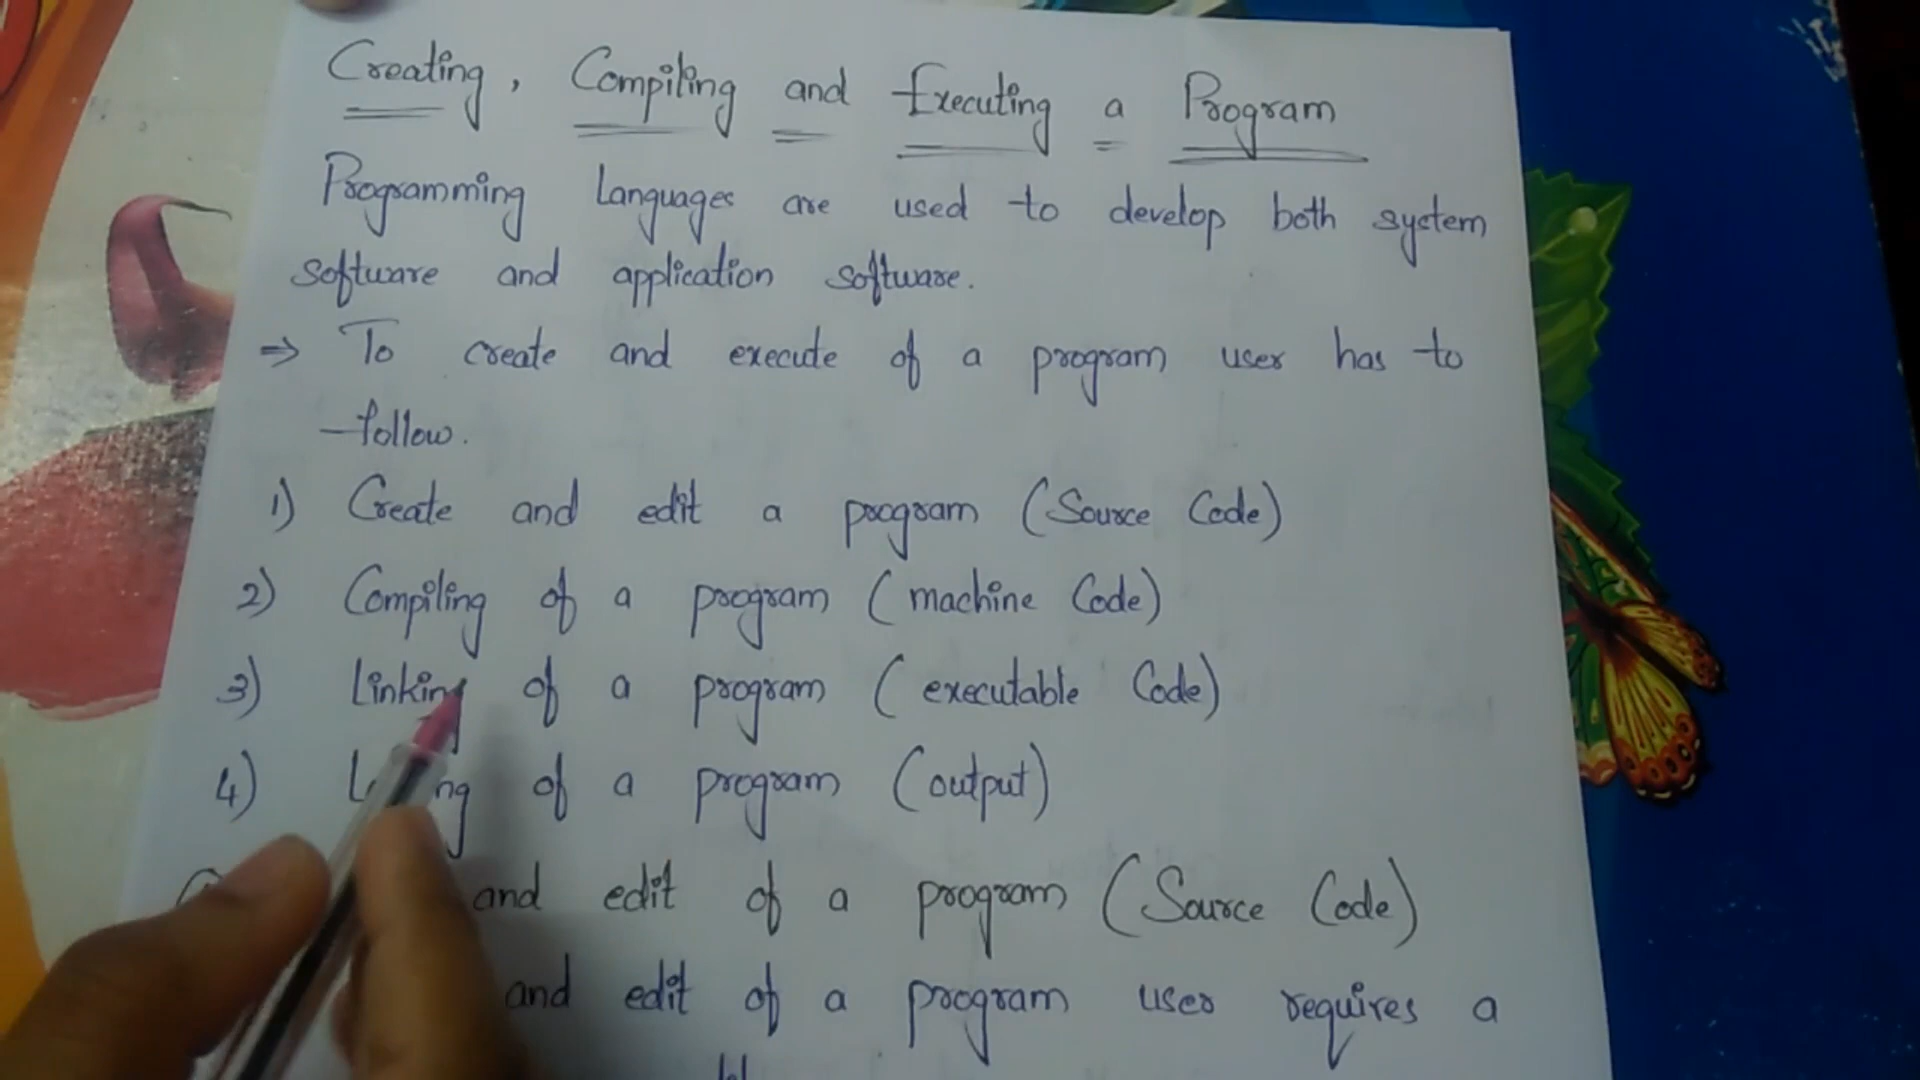 Creating, Compiling and Executing a Program
Programming Languages are used to develop both system
software and application software.
⇒ To create and execute of a program user has to
follow.
1) Create and edit a program (Source Code)
2) Compiling of a program (machine Code)
3) Linking of a program (executable Code)
4) of a program (output)
and edit of a program (Source Code)
and edit of a program user requires a